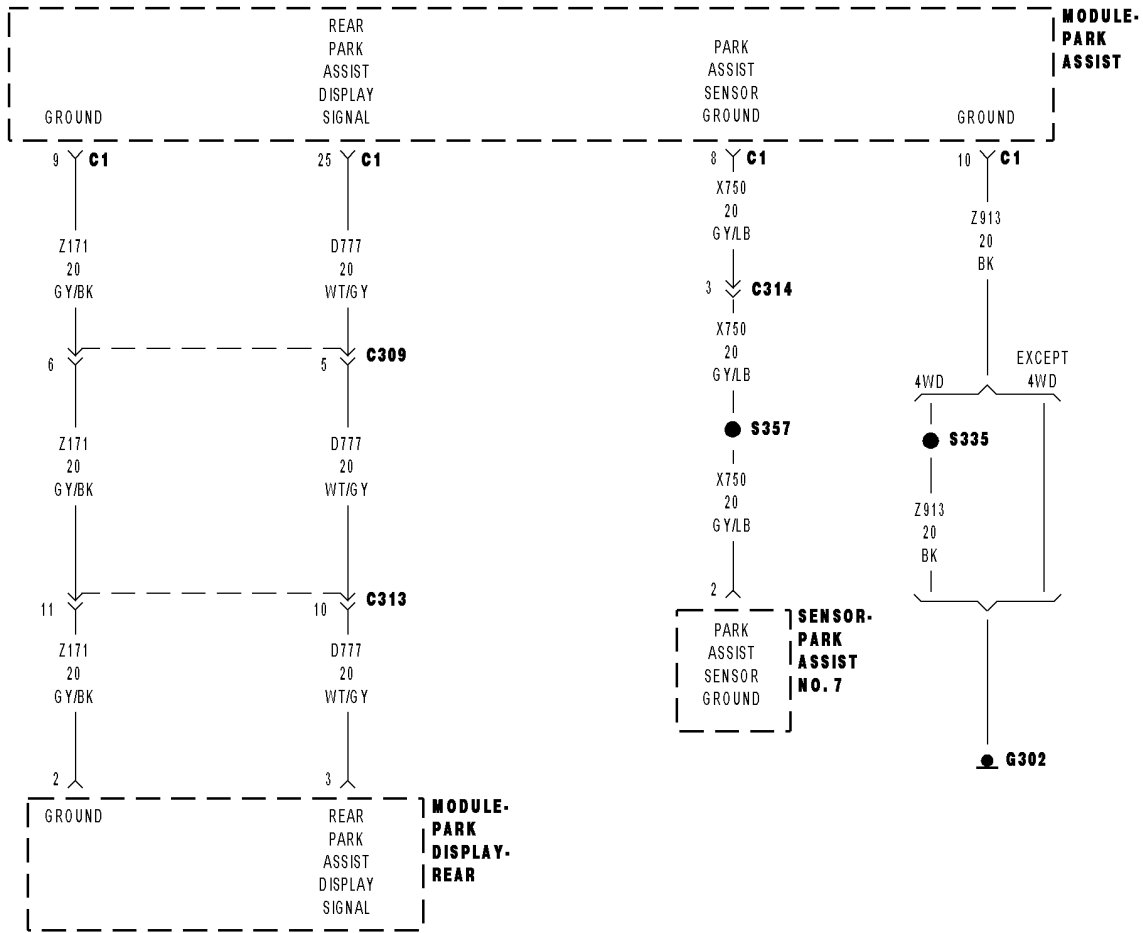 MODULE-
PARK
ASSIST
GROUND
REAR
PARK
ASSIST
DISPLAY
SIGNAL
PARK
ASSIST
SENSOR
GROUND
GROUND
9 C1
25 C1
8 C1
10 C1
Z171
20
GY/BK
D777
20
WT/GY
X750
20
GY/LB
Z913
20
BK
3 C314
6
5 C309
X750
20
GY/LB
4WD
EXCEPT
4WD
S357
S335
Z171
20
GY/BK
D777
20
WT/GY
X750
20
GY/LB
Z913
20
BK
11
10 C313
2
SENSOR-
PARK
ASSIST
NO. 7
PARK
ASSIST
SENSOR
GROUND
Z171
20
GY/BK
D777
20
WT/GY
G302
2
3
MODULE-
PARK
DISPLAY-
REAR
GROUND
REAR
PARK
ASSIST
DISPLAY
SIGNAL